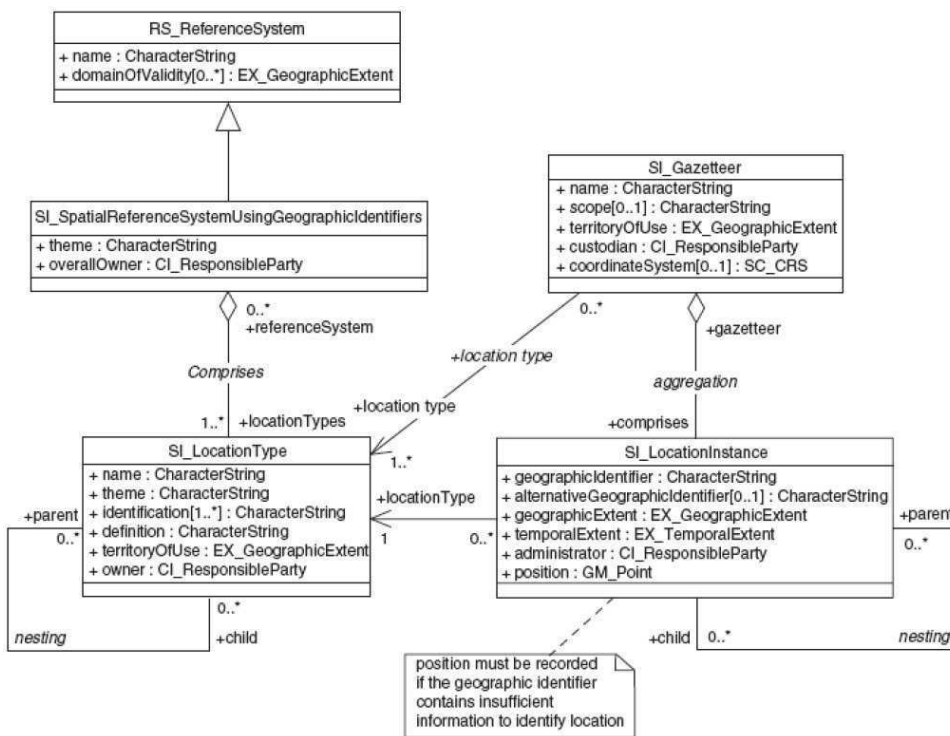 RS_ReferenceSystem
+ name : CharacterString
+ domainOfValidity[0..*] : EX_GeographicExtent
SI_SpatialReferenceSystemUsingGeographicIdentifiers
+ theme : CharacterString
+ overallOwner : CI_ResponsibleParty
SI_Gazetteer
+ name : CharacterString
+ scope[0..1] : CharacterString
+ territoryOfUse : EX_GeographicExtent
+ custodian : CI_ResponsibleParty
+ coordinateSystem[0..1] : SC_CRS
0..*
+referenceSystem
0..*
+gazetteer
+location type
Comprises
aggregation
+location type
1..*
+locationTypes
+comprises
1..*
SI_LocationType
+ name : CharacterString
+ theme : CharacterString
+ identification[1..*] : CharacterString
+ definition : CharacterString
+ territoryOfUse : EX_GeographicExtent
+ owner : CI_ResponsibleParty
+locationType
1
0..*
SI_LocationInstance
+ geographicIdentifier : CharacterString
+ alternativeGeographicIdentifier[0..1] : CharacterString
+ geographicExtent : EX_GeographicExtent
+ temporalExtent : EX_TemporalExtent
+ administrator : CI_ResponsibleParty
+ position : GM_Point
+parent
0..*
+parent
0..*
0..*
+child
nesting
+child
0..*
nesting
position must be recorded
if the geographic identifier
contains insufficient
information to identify location